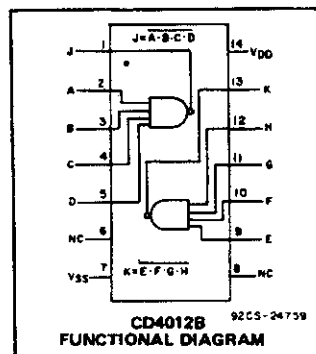 J = A·B·C·D
J 1
14 VDD
A 2
13 K
B 3
12 H
C 4
11 G
D 5
10 F
NC 6
9 E
VSS 7
8 NC
K = E·F·G·H
92CS-24759
CD4012B
FUNCTIONAL DIAGRAM